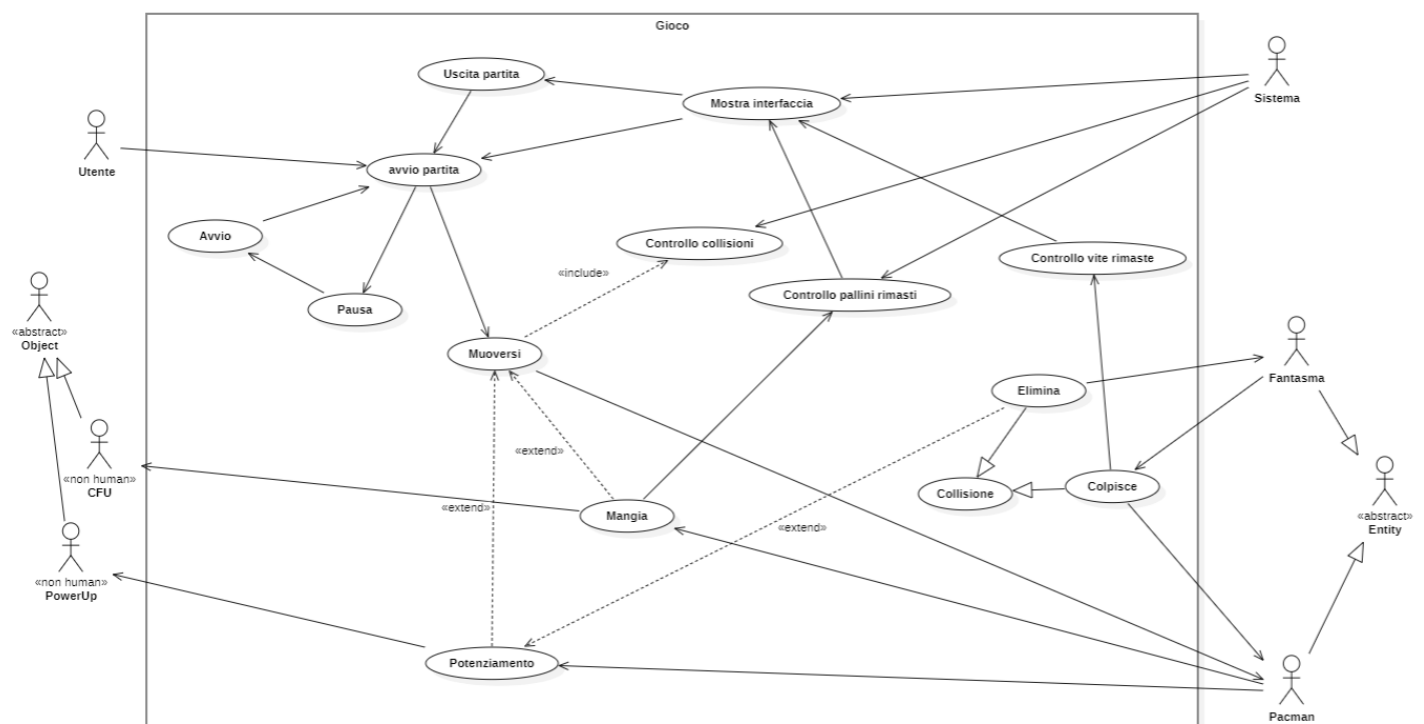 Gioco
Uscita partita
Mostra interfaccia
Sistema
Utente
avvio partita
Avvio
Controllo collisioni
Controllo vite rimaste
«include»
Controllo pallini rimasti
Pausa
«abstract»
Object
Muoversi
Elimina
Fantasma
«extend»
«non human»
CFU
Collisione
Colpisce
«extend»
Mangia
«extend»
«abstract»
Entity
«non human»
PowerUp
Potenziamento
Pacman